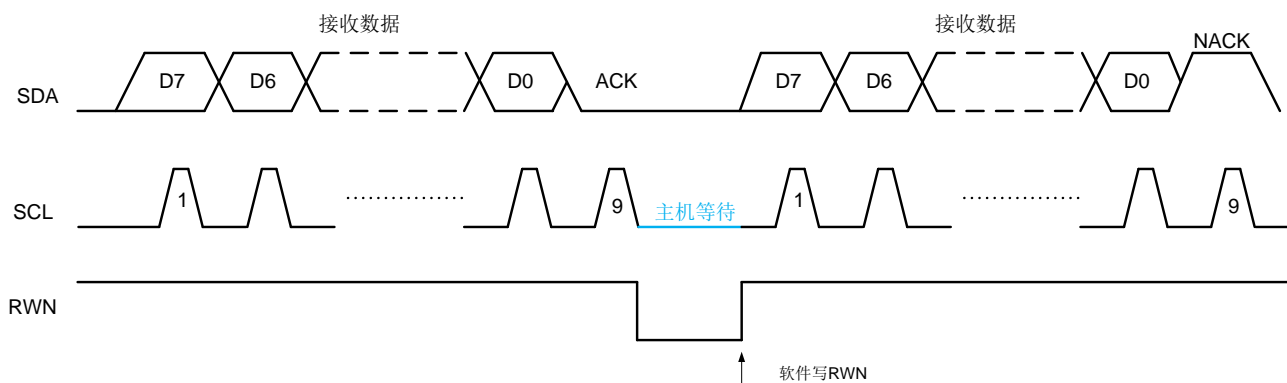 接收数据
接收数据
NACK
SDA D7 D6 D0 ACK D7 D6 D0
SCL 1 9 主机等待 1 9
RWN
软件写RWN